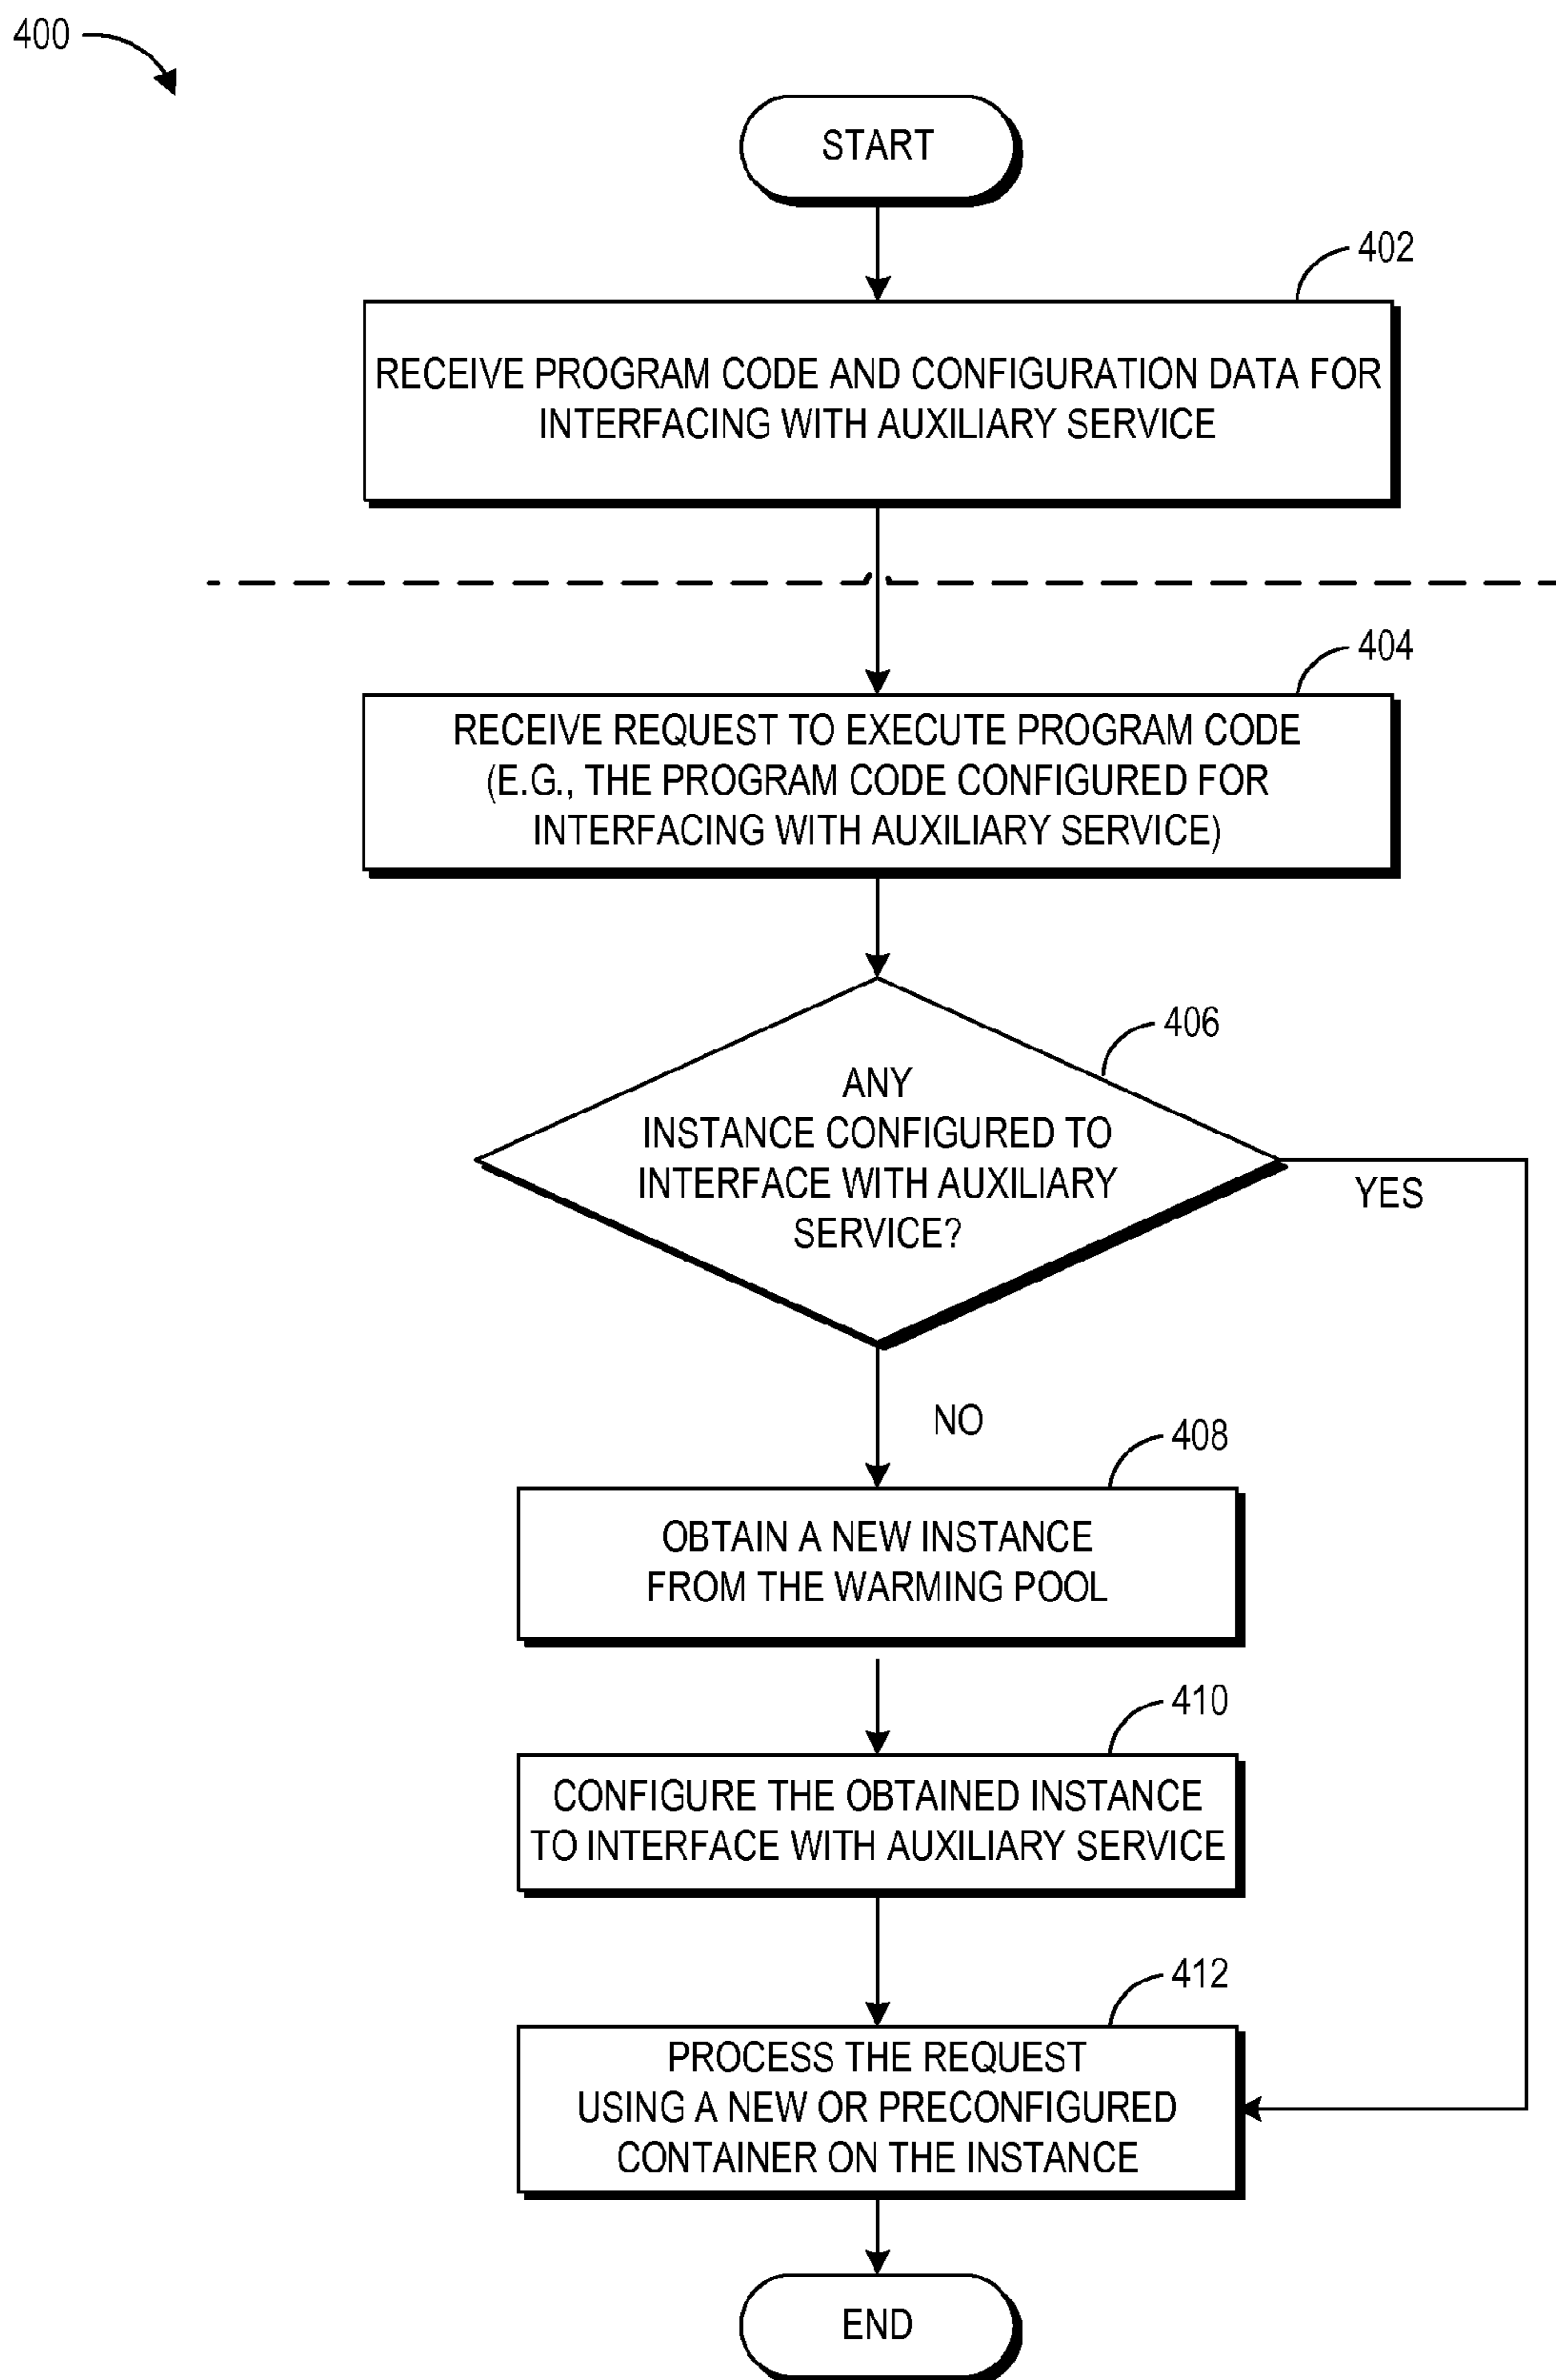 400
START
402
RECEIVE PROGRAM CODE AND CONFIGURATION DATA FOR
INTERFACING WITH AUXILIARY SERVICE
404
RECEIVE REQUEST TO EXECUTE PROGRAM CODE
(E.G., THE PROGRAM CODE CONFIGURED FOR
INTERFACING WITH AUXILIARY SERVICE)
406
ANY
INSTANCE CONFIGURED TO
INTERFACE WITH AUXILIARY
SERVICE?
YES
NO
408
OBTAIN A NEW INSTANCE
FROM THE WARMING POOL
410
CONFIGURE THE OBTAINED INSTANCE
TO INTERFACE WITH AUXILIARY SERVICE
412
PROCESS THE REQUEST
USING A NEW OR PRECONFIGURED
CONTAINER ON THE INSTANCE
END